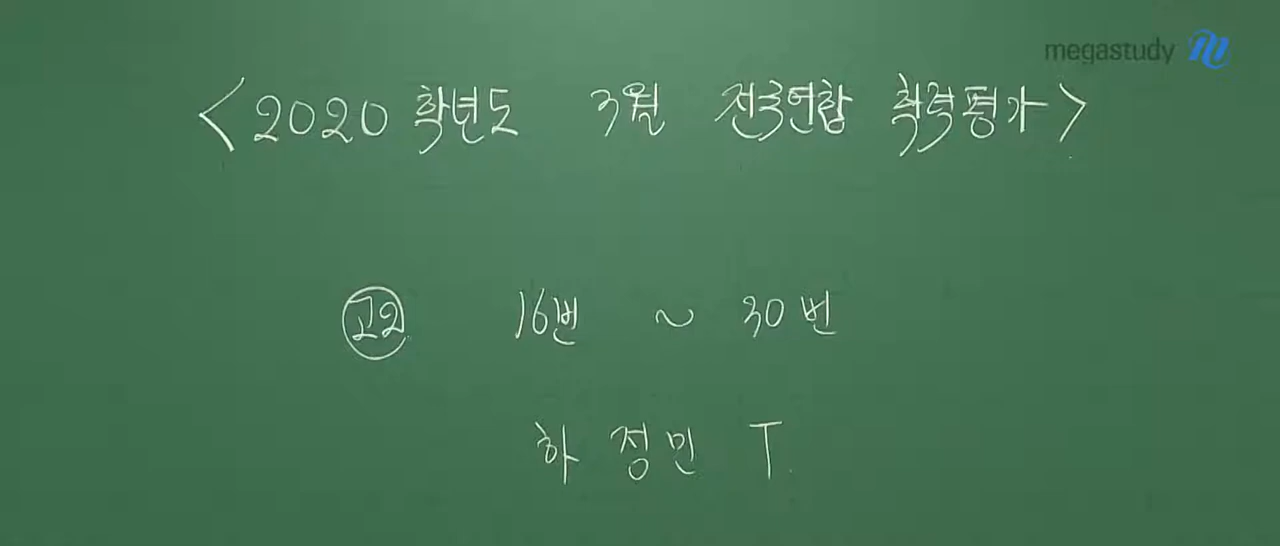 megastudy
<2020 학년도 3월 전국연합 학력평가>
고2 16번 ~ 30번
하 정민 T.